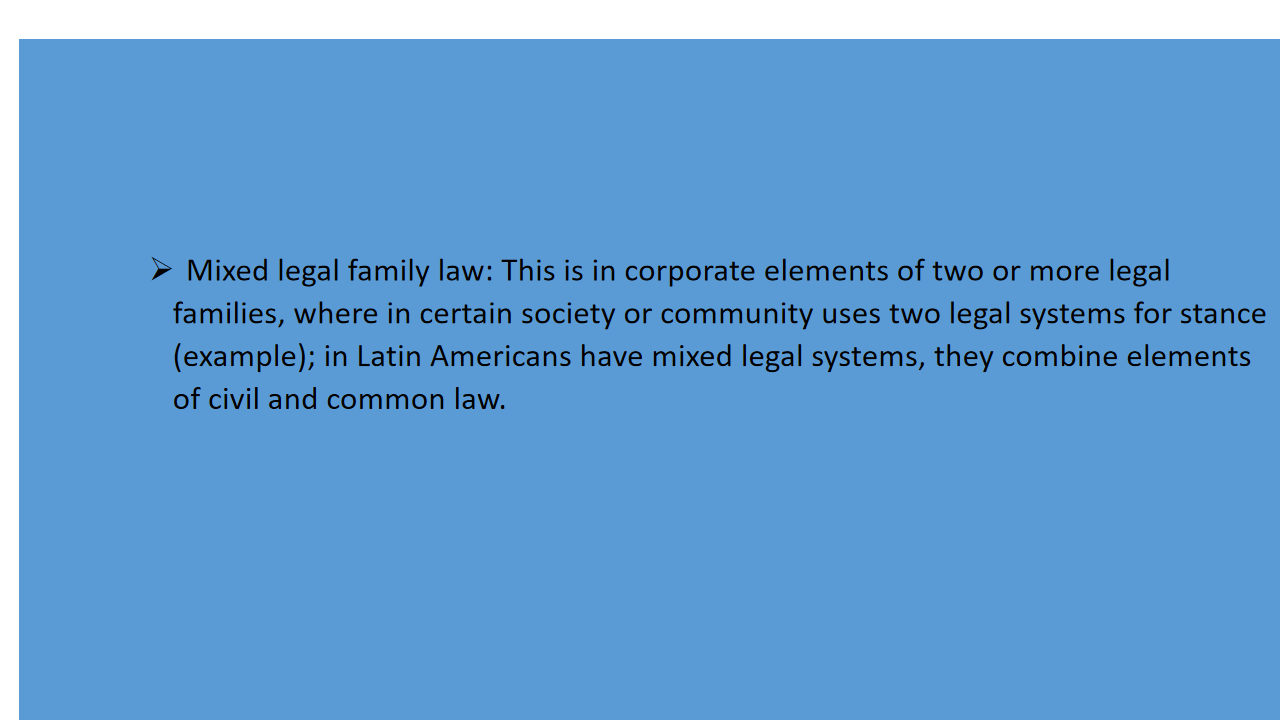 ➢ Mixed legal family law: This is in corporate elements of two or more legal
families, where in certain society or community uses two legal systems for stance
(example); in Latin Americans have mixed legal systems, they combine elements
of civil and common law.